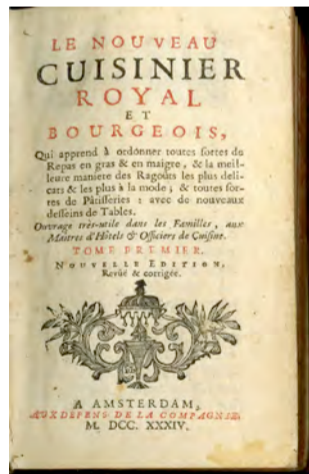 LE NOUVEAU
CUISINIER
ROYAL
ET
BOURGEOIS,
Qui apprend à ordonner toutes sortes de
Repas en gras & en maigre, & la meil-
leure maniere des Ragoûts les plus deli-
cats & les plus à la mode; & toutes sor-
tes de Pâtisseries: avec de nouveaux
desseins de Tables.
Ouvrage très-utile dans les Familles, aux
Maîtres d'Hôtels & Officiers de Cuisine.
TOME PREMIER.
NOUVELLE EDITION,
Revûë & corrigée.
A AMSTERDAM,
AUX DEPENS DE LA COMPAGNIE,
M. DCC. XXXIV.